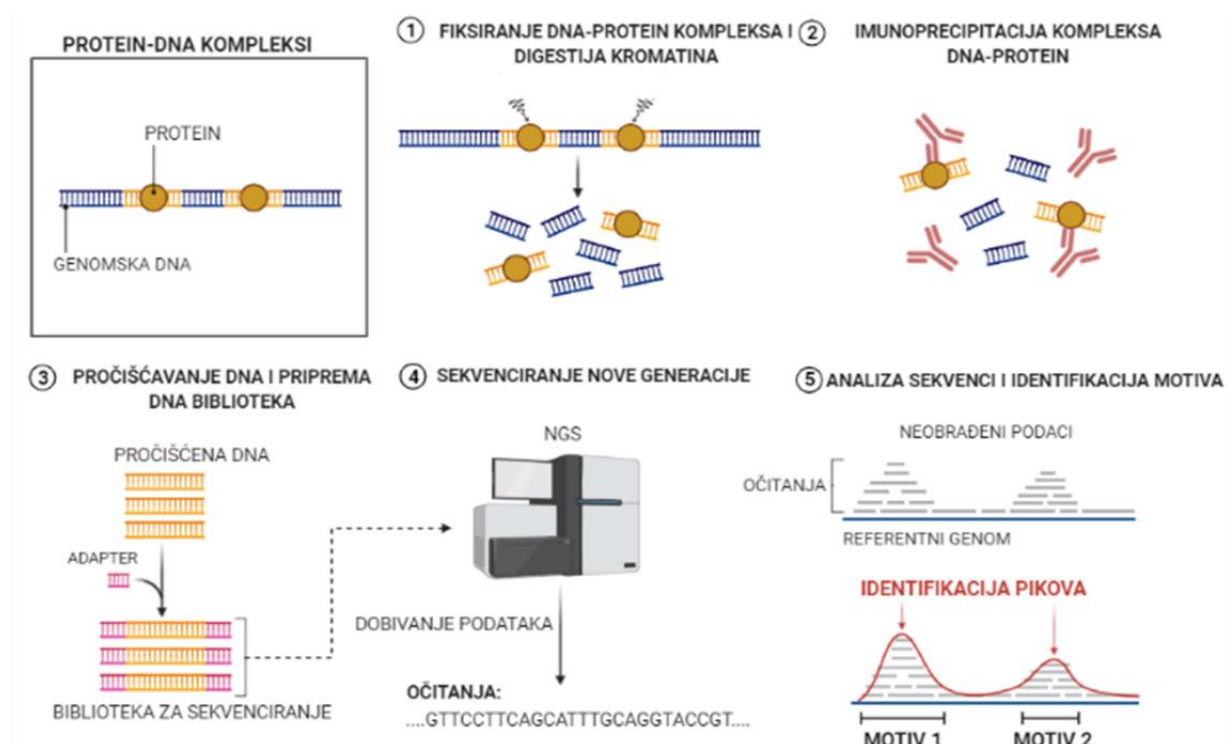 PROTEIN-DNA KOMPLEKSI
PROTEIN
GENOMSKA DNA
1 FIKSIRANJE DNA-PROTEIN KOMPLEKSA I
DIGESTIJA KROMATINA
2 IMUNOPRECIPITACIJA KOMPLEKSA
DNA-PROTEIN
3 PROČIŠĆAVANJE DNA I PRIPREMA
DNA BIBLIOTEKA
PROČIŠĆENA DNA
ADAPTER
BIBLIOTEKA ZA SEKVENCIRANJE
4 SEKVENCIRANJE NOVE GENERACIJE
NGS
DOBIVANJE PODATAKA
OČITANJA:
....GTTCCTTCAGCATTTGCAGGTACCGT....
5 ANALIZA SEKVENCI I IDENTIFIKACIJA MOTIVA
NEOBRAĐENI PODACI
OČITANJA
REFERENTNI GENOM
IDENTIFIKACIJA PIKOVA
MOTIV 1
MOTIV 2